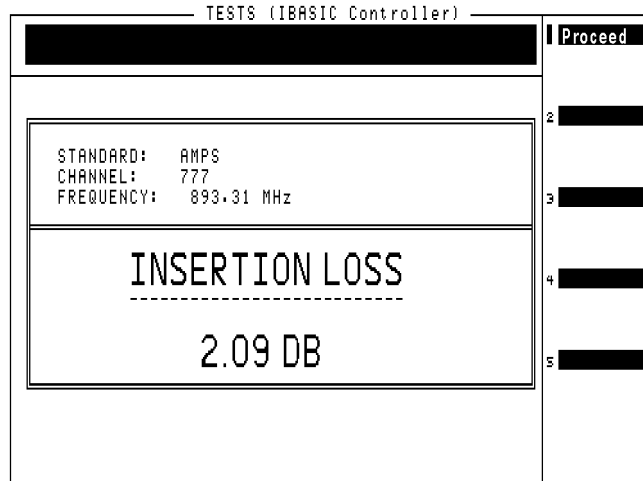 TESTS (IBASIC Controller)
1 Proceed
2
STANDARD: AMPS
CHANNEL: 777
FREQUENCY: 893.31 MHz
3
INSERTION LOSS
4
2.09 DB
5